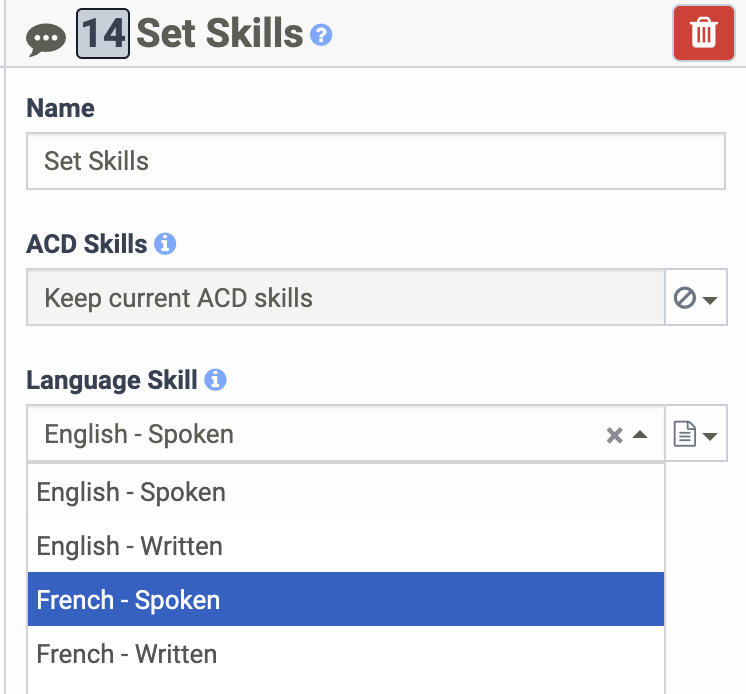 14 Set Skills ?
Name
Set Skills
ACD Skills i
Keep current ACD skills
Language Skill i
English - Spoken
English - Spoken
English - Written
French - Spoken
French - Written